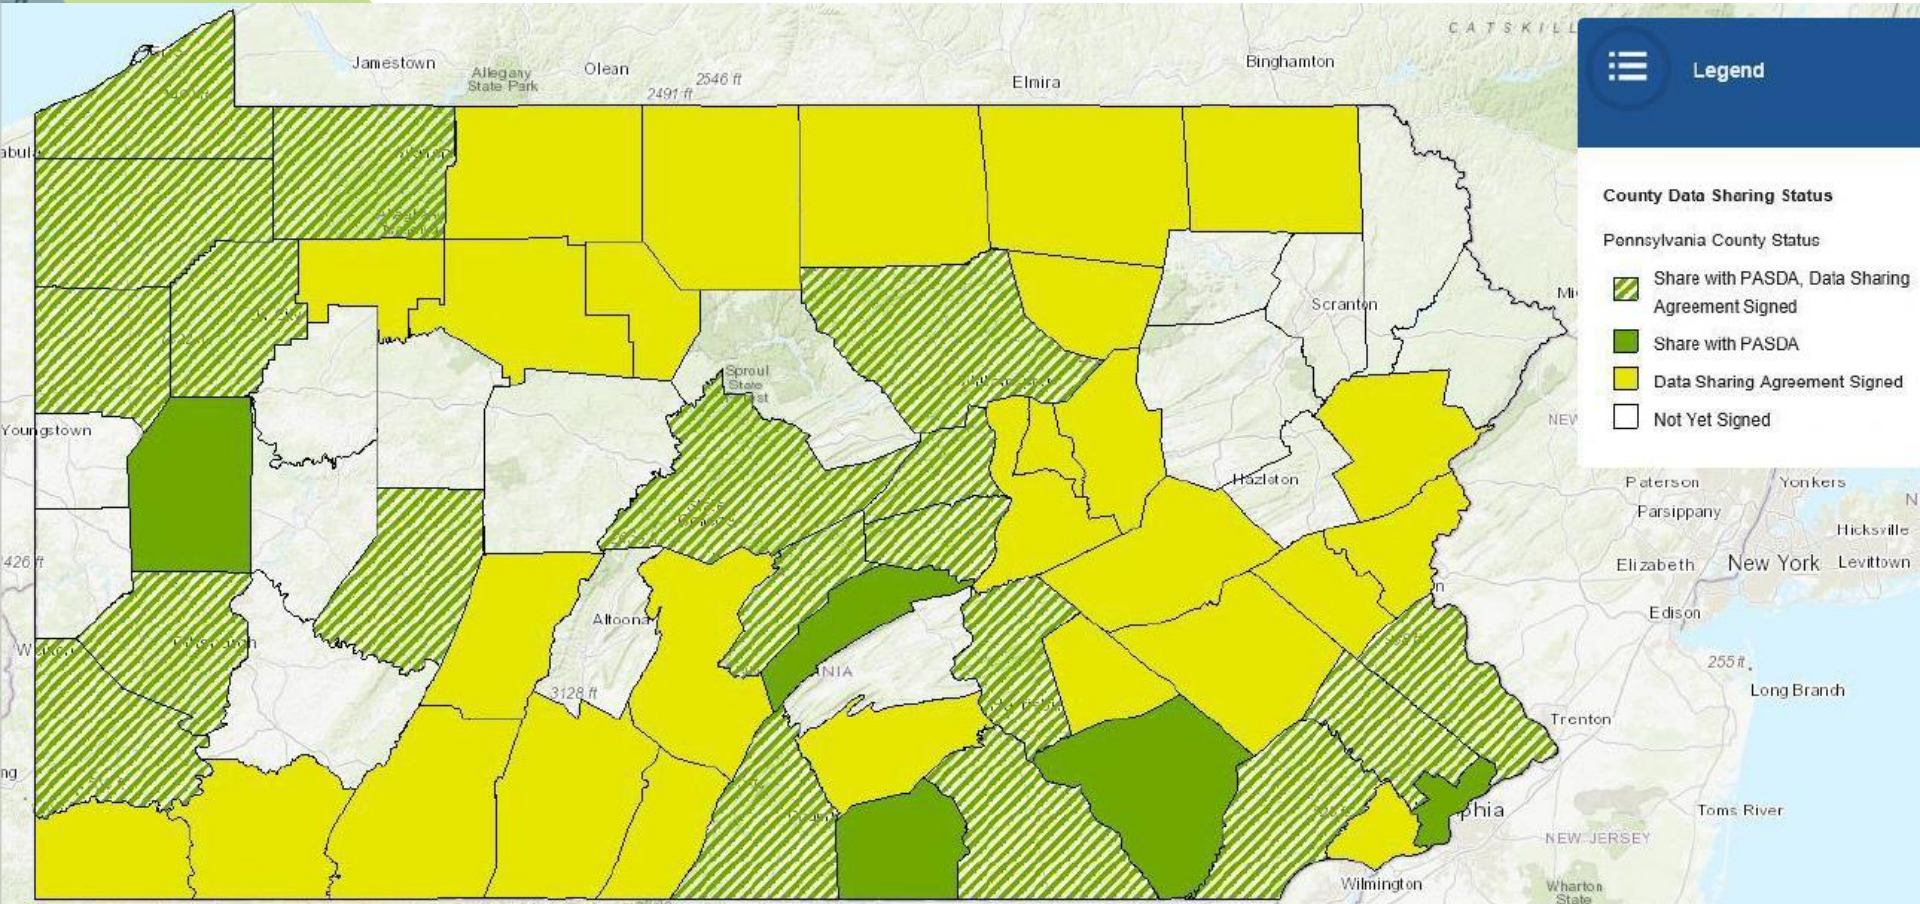 CATSKILL
Jamestown
Allegany
State Park
Olean
2546 ft
2491 ft
Elmira
Binghamton
Legend
County Data Sharing Status
Pennsylvania County Status
Share with PASDA, Data Sharing
Agreement Signed
Share with PASDA
Data Sharing Agreement Signed
Not Yet Signed
Scranton
Sproul
State
Youngstown
NEW
Hazleton
Paterson
Yonkers
Parsippany
Hicksville
426 ft
Elizabeth
New York
Levittown
Edison
Altoona
NIA
3128 ft
255 ft
Long Branch
Trenton
phia
Toms River
NEW JERSEY
Wilmington
Wharton
State